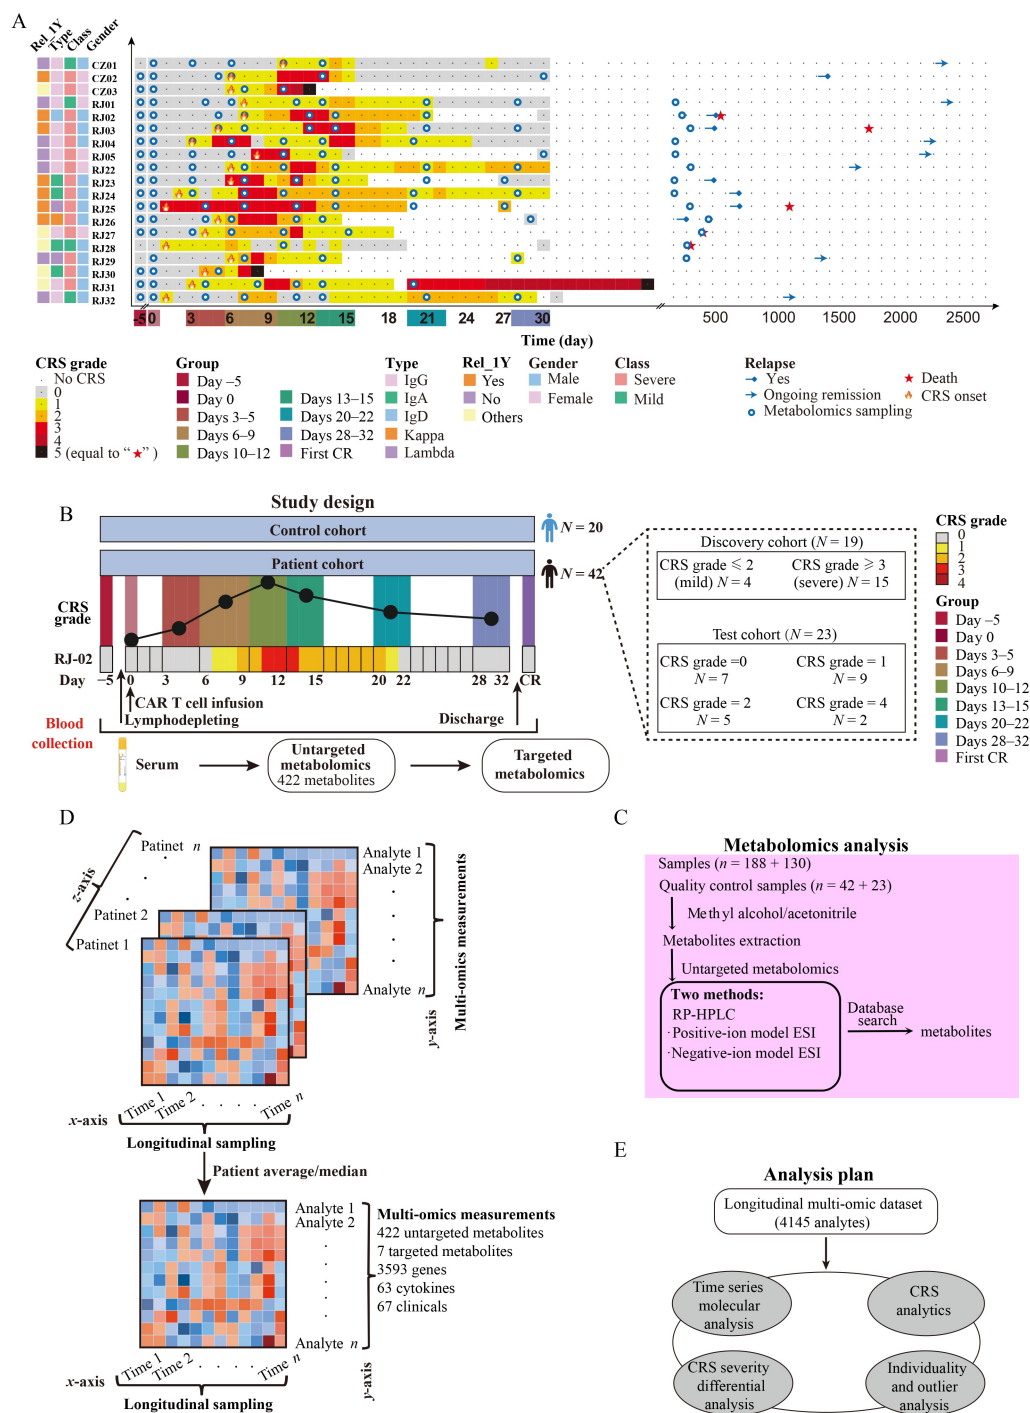 A
Rel_1Y
Type
Class
Gender
CZ01
CZ02
CZ03
RJ01
RJ02
RJ03
RJ04
RJ05
RJ22
RJ23
RJ24
RJ25
RJ26
RJ27
RJ28
RJ29
RJ30
RJ31
RJ32
-5 0 3 6 9 12 15 18 21 24 27 30 500 1000 1500 2000 2500
Time (day)
CRS grade
No CRS
0
1
2
3
4
5 (equal to “★”)
Group
Day –5
Day 0
Days 3–5
Days 6–9
Days 10–12
Days 13–15
Days 20–22
Days 28–32
First CR
Type
IgG
IgA
IgD
Kappa
Lambda
Rel_1Y
Yes
No
Others
Gender
Male
Female
Class
Severe
Mild
Relapse
Yes
Ongoing remission
Metabolomics sampling
Death
CRS onset
B
Study design
Control cohort
N = 20
Patient cohort
N = 42
CRS
grade
RJ-02
Day −5 0 3 6 9 12 15 20 22 28 32 CR
CAR T cell infusion
Lymphodepleting
Discharge
Blood
collection
Serum
Untargeted
metabolomics
422 metabolites
Targeted
metabolomics
Discovery cohort (N = 19)
CRS grade ⩽ 2
(mild) N = 4
CRS grade ⩾ 3
(severe) N = 15
Test cohort (N = 23)
CRS grade =0
N = 7
CRS grade = 1
N = 9
CRS grade = 2
N = 5
CRS grade = 4
N = 2
CRS grade
0
1
2
3
4
Group
Day –5
Day 0
Days 3–5
Days 6–9
Days 10–12
Days 13–15
Days 20–22
Days 28–32
First CR
C
Metabolomics analysis
Samples (n = 188 + 130)
Quality control samples (n = 42 + 23)
Methyl alcohol/acetonitrile
Metabolites extraction
Untargeted metabolomics
Two methods:
RP-HPLC
·Positive-ion model ESI
·Negative-ion model ESI
Database
search
metabolites
D
z-axis
Patinet n
Patinet 2
Patinet 1
Analyte 1
Analyte 2
Analyte n
y-axis
Multi-omics measurements
x-axis
Time 1
Time 2
Time n
Longitudinal sampling
Patient average/median
Analyte 1
Analyte 2
Analyte n
Multi-omics measurements
422 untargeted metabolites
7 targeted metabolites
3593 genes
63 cytokines
67 clinicals
y-axis
x-axis
Time 1
Time 2
Time n
Longitudinal sampling
E
Analysis plan
Longitudinal multi-omic dataset
(4145 analytes)
Time series
molecular
analysis
CRS
analytics
CRS severity
differential
analysis
Individuality
and outlier
analysis